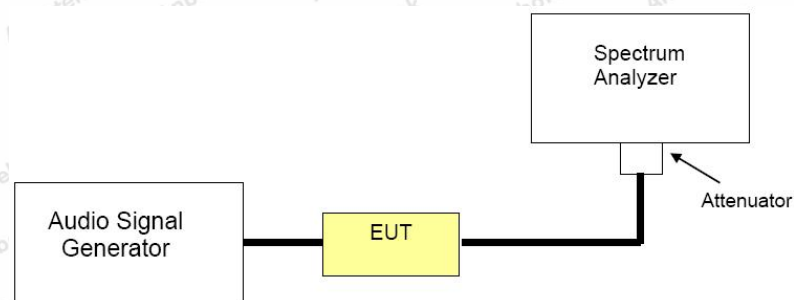 Spectrum
Analyzer
Attenuator
Audio Signal
Generator
EUT